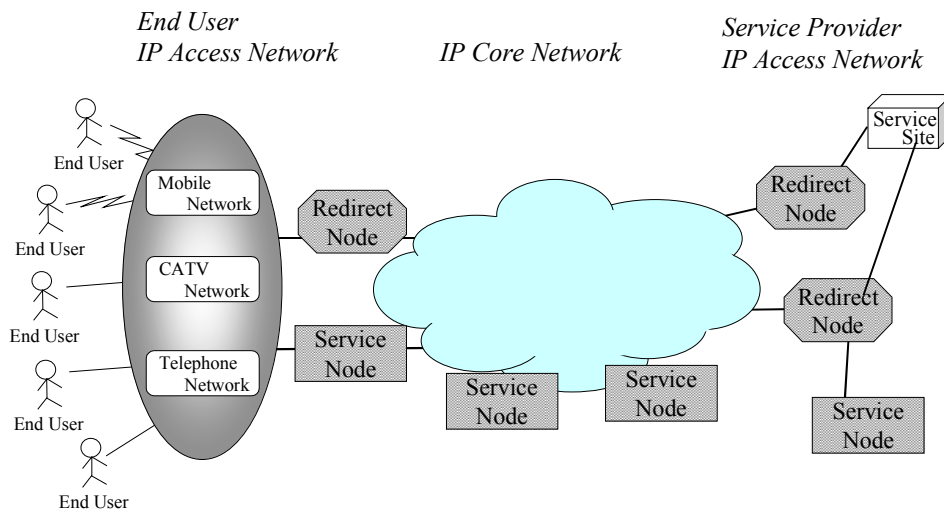 End User
IP Access Network
IP Core Network
Service Provider
IP Access Network
End User
End User
End User
End User
End User
Mobile
Network
CATV
Network
Telephone
Network
Redirect
Node
Service
Node
Service
Node
Service
Node
Redirect
Node
Redirect
Node
Service
Node
Service
Site